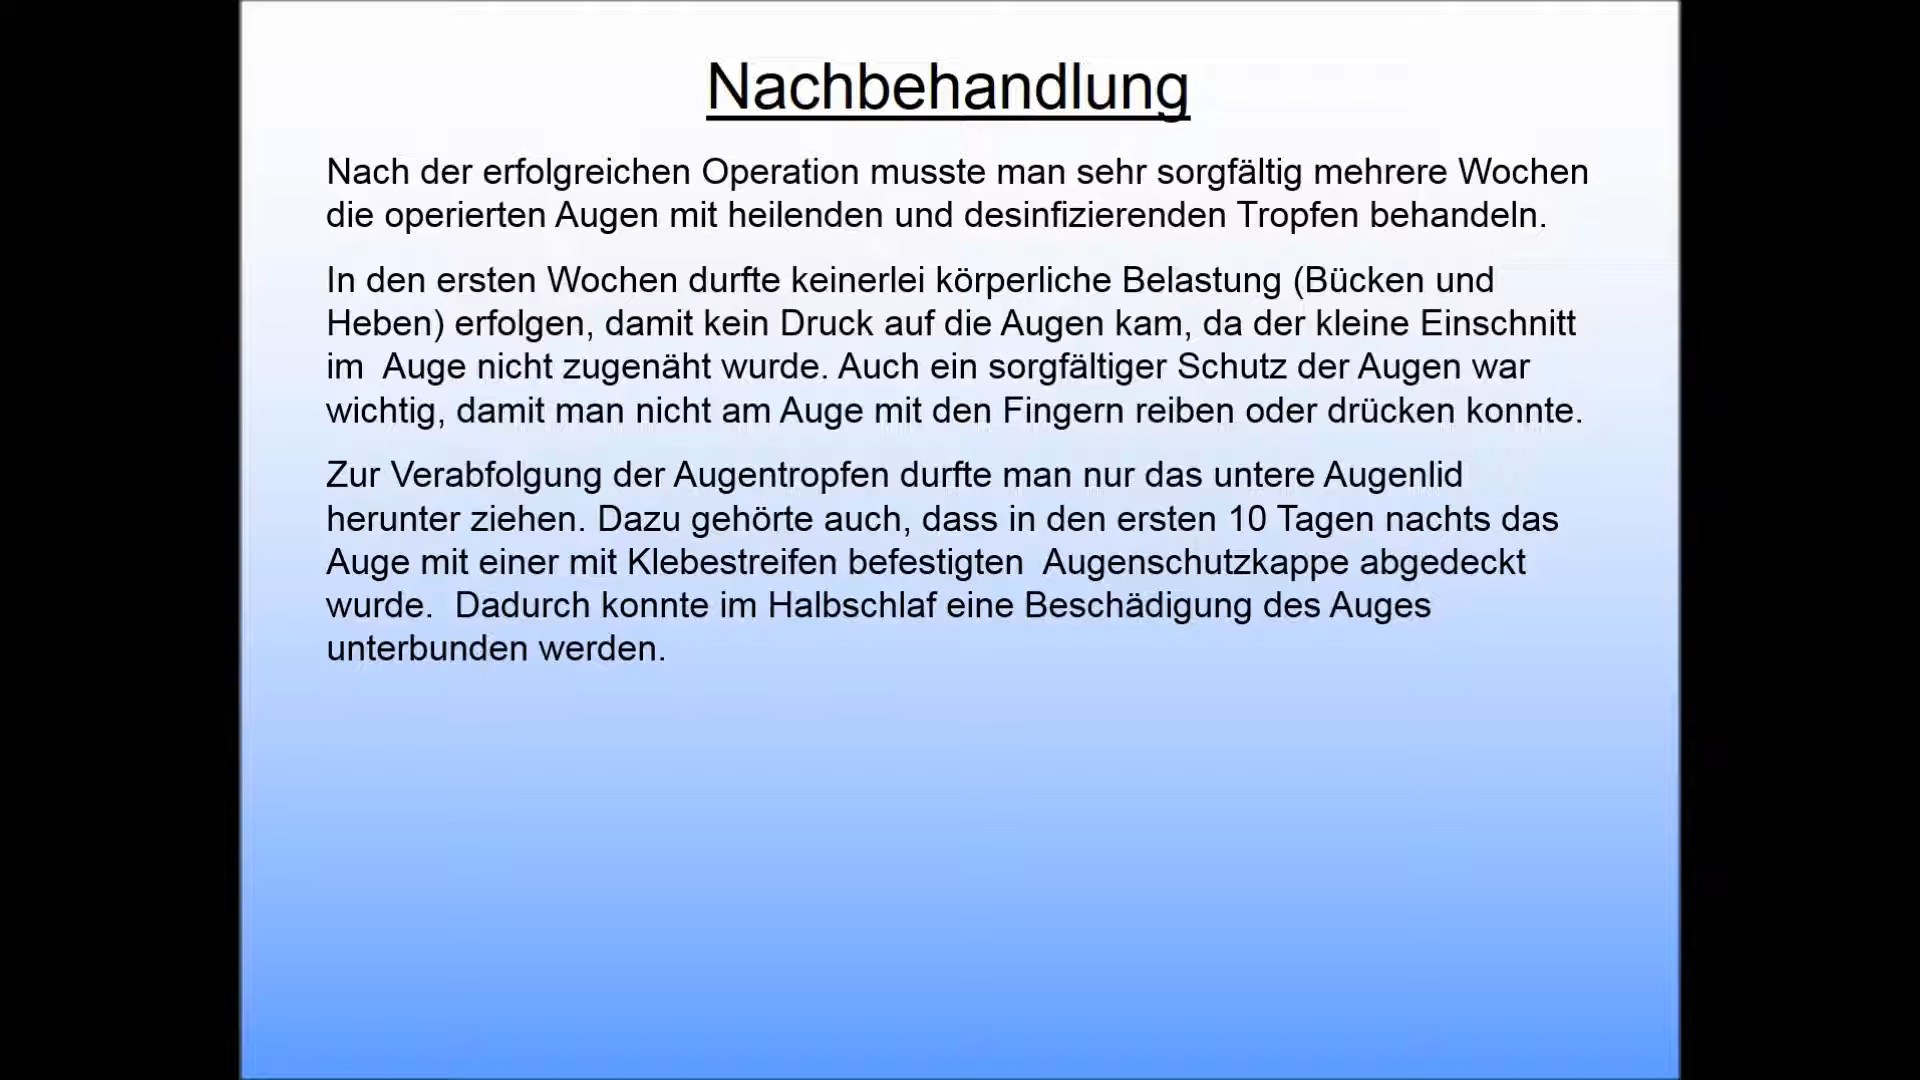 Nachbehandlung
Nach der erfolgreichen Operation musste man sehr sorgfältig mehrere Wochen
die operierten Augen mit heilenden und desinfizierenden Tropfen behandeln.
In den ersten Wochen durfte keinerlei körperliche Belastung (Bücken und
Heben) erfolgen, damit kein Druck auf die Augen kam, da der kleine Einschnitt
im  Auge nicht zugenäht wurde. Auch ein sorgfältiger Schutz der Augen war
wichtig, damit man nicht am Auge mit den Fingern reiben oder drücken konnte.
Zur Verabfolgung der Augentropfen durfte man nur das untere Augenlid
herunter ziehen. Dazu gehörte auch, dass in den ersten 10 Tagen nachts das
Auge mit einer mit Klebestreifen befestigten  Augenschutzkappe abgedeckt
wurde.  Dadurch konnte im Halbschlaf eine Beschädigung des Auges
unterbunden werden.